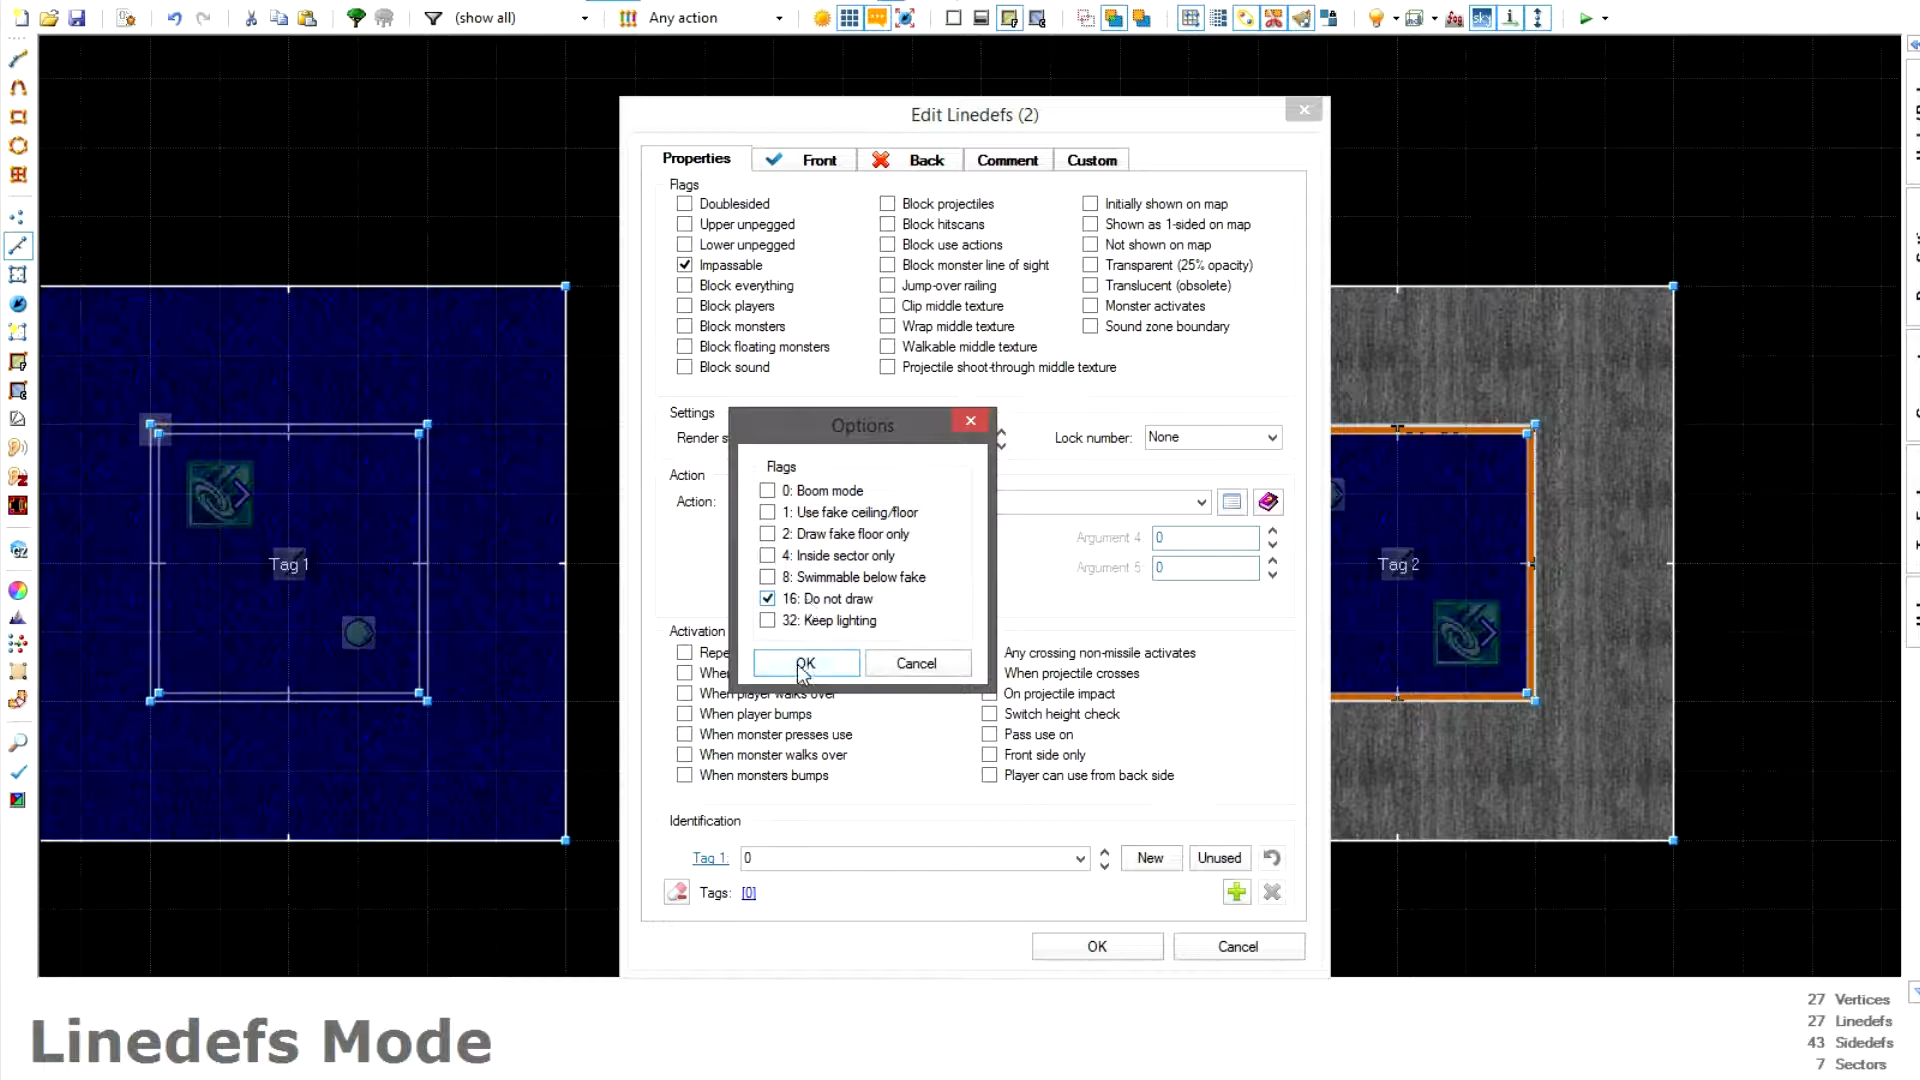 (show all)
Any action
Edit Linedefs (2)
Properties
Front
Back
Comment
Custom
Flags
Doublesided
Block projectiles
Initially shown on map
Upper unpegged
Block hitscans
Shown as 1-sided on map
Lower unpegged
Block use actions
Not shown on map
Impassable
Block monster line of sight
Transparent (25% opacity)
Block everything
Jump-over railing
Translucent (obsolete)
Block players
Clip middle texture
Monster activates
Block monsters
Wrap middle texture
Sound zone boundary
Block floating monsters
Walkable middle texture
Block sound
Projectile shoot-through middle texture
Settings
Render s
Lock number:
None
Options
Flags
0: Boom mode
1: Use fake ceiling/floor
2: Draw fake floor only
4: Inside sector only
8: Swimmable below fake
16: Do not draw
32: Keep lighting
OK
Cancel
Action
Action:
Argument 4:
0
Argument 5:
0
Tag 1
Tag 2
Activation
Repe
Any crossing non-missile activates
When
When projectile crosses
When player walks over
On projectile impact
When player bumps
Switch height check
When monster presses use
Pass use on
When monster walks over
Front side only
When monsters bumps
Player can use from back side
Identification
Tag 1:
0
New
Unused
Tags:
[0]
OK
Cancel
Linedefs Mode
27 Vertices
27 Linedefs
43 Sidedefs
7 Sectors